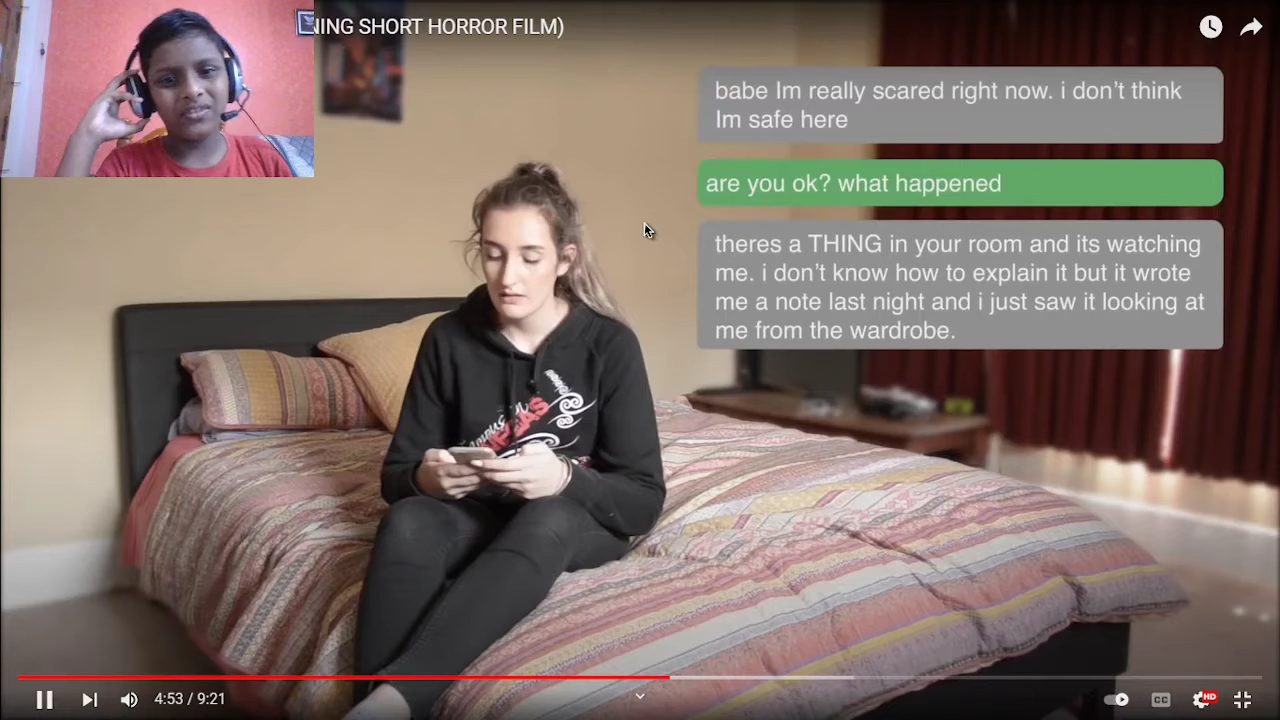 NING SHORT HORROR FILM)
babe Im really scared right now. i don’t think
Im safe here
are you ok? what happened
theres a THING in your room and its watching
me. i don’t know how to explain it but it wrote
me a note last night and i just saw it looking at
me from the wardrobe.
4:53 / 9:21
CC
HD